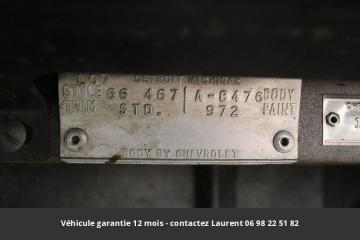 L67 DETROIT MICHIGAN
STYLE 66 467 A-8476 BODY
TRIM STD. 972 PAINT
BODY BY CHEVROLET
Véhicule garantie 12 mois - contactez Laurent 06 98 22 51 82